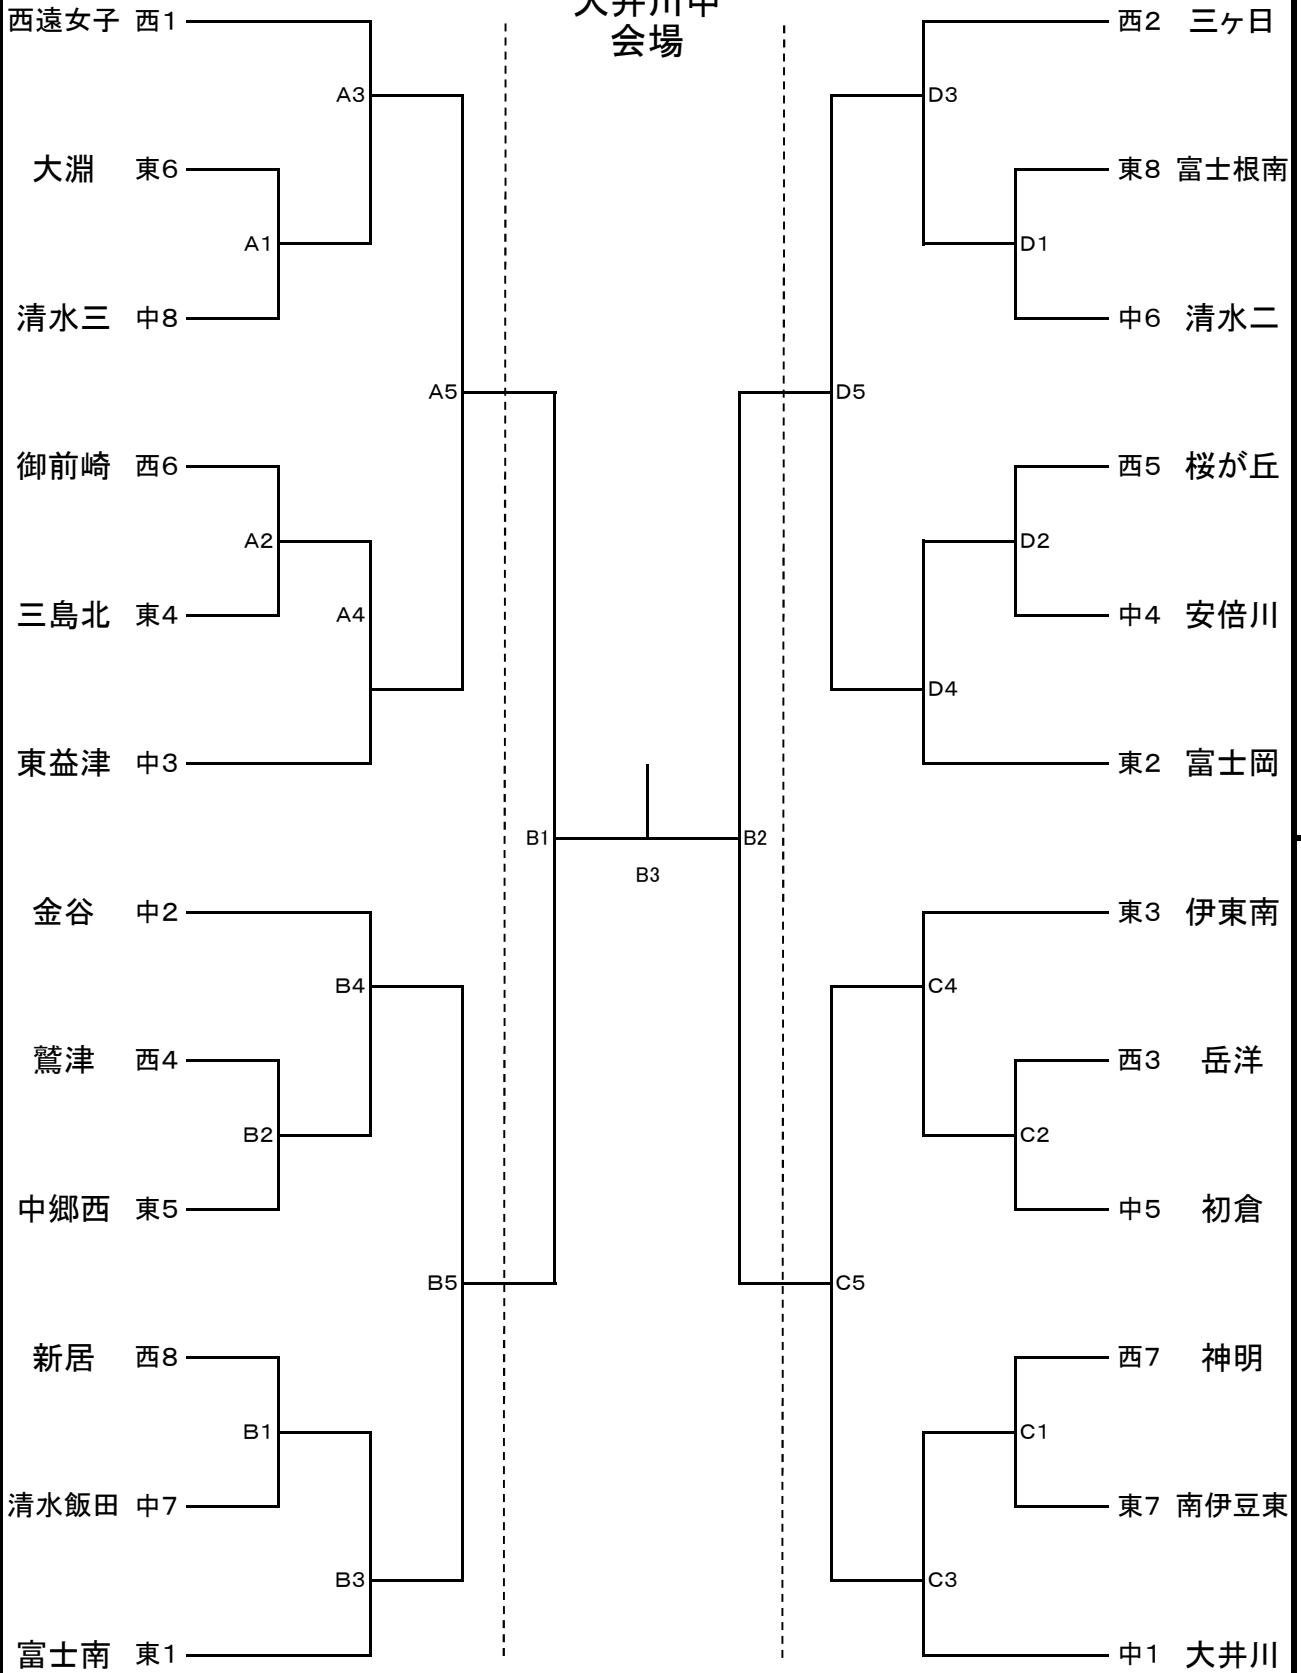 大井川中
会場
西遠女子 西1
A3
大淵 東6
A1
清水三 中8
A5
御前崎 西6
A2
三島北 東4
A4
東益津 中3
金谷 中2
B4
鷲津 西4
B2
中郷西 東5
B5
新居 西8
B1
清水飯田 中7
B3
富士南 東1
B1
B3
B2
西2 三ヶ日
D3
東8 富士根南
D1
中6 清水二
D5
西5 桜が丘
D2
中4 安倍川
D4
東2 富士岡
東3 伊東南
C4
西3 岳洋
C2
中5 初倉
C5
西7 神明
C1
東7 南伊豆東
C3
中1 大井川